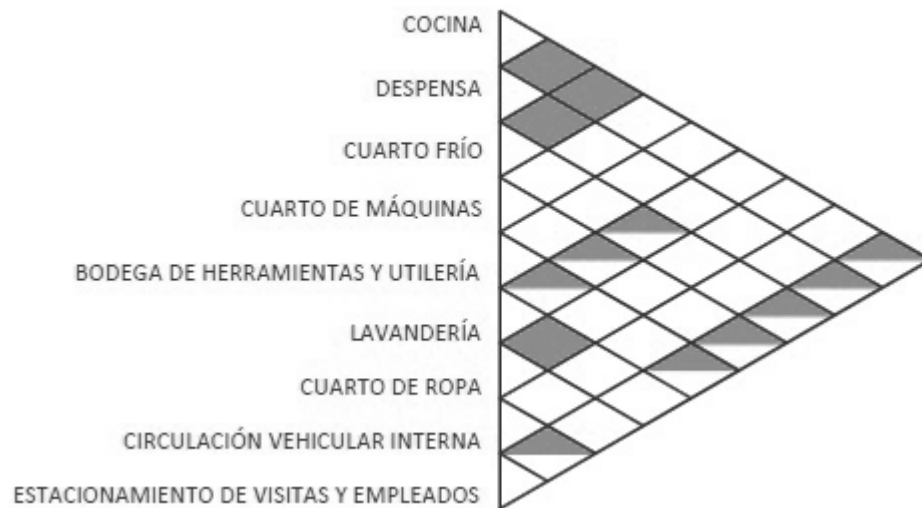 COCINA
DESPENSA
CUARTO FRÍO
CUARTO DE MÁQUINAS
BODEGA DE HERRAMIENTAS Y UTILERÍA
LAVANDERÍA
CUARTO DE ROPA
CIRCULACIÓN VEHICULAR INTERNA
ESTACIONAMIENTO DE VISITAS Y EMPLEADOS